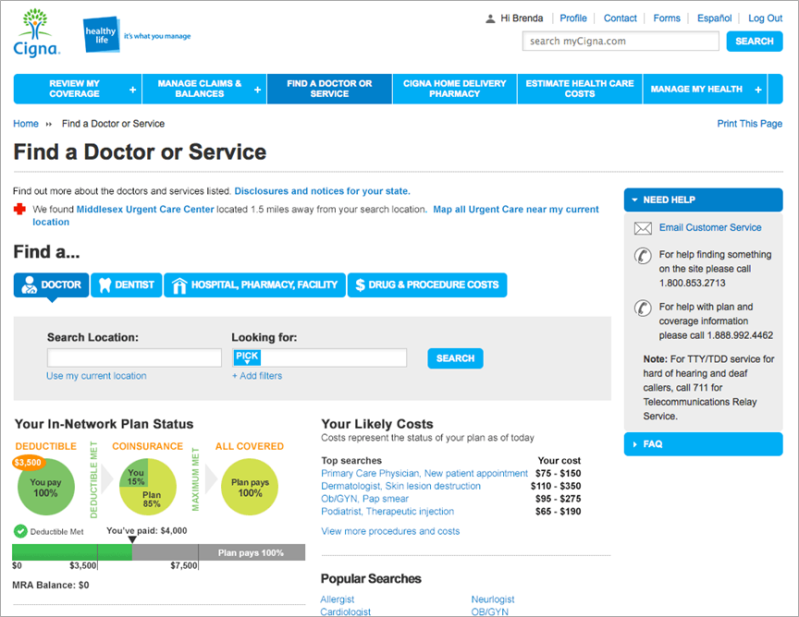 Cigna.
healthy life
it's what you manage
Hi Brenda
Profile
Contact
Forms
Español
Log Out
search myCigna.com
SEARCH
REVIEW MY
COVERAGE +
MANAGE CLAIMS &
BALANCES +
FIND A DOCTOR OR
SERVICE
CIGNA HOME DELIVERY
PHARMACY
ESTIMATE HEALTH CARE
COSTS
MANAGE MY HEALTH +
Home ›› Find a Doctor or Service
Print This Page
Find a Doctor or Service
Find out more about the doctors and services listed. Disclosures and notices for your state.
We found Middlesex Urgent Care Center located 1.5 miles away from your search location. Map all Urgent Care near my current
location
Find a...
DOCTOR
DENTIST
HOSPITAL, PHARMACY, FACILITY
$ DRUG & PROCEDURE COSTS
Search Location:
Looking for:
PICK
SEARCH
Use my current location
+ Add filters
NEED HELP
Email Customer Service
For help finding something
on the site please call
1.800.853.2713
For help with plan and
coverage information
please call 1.888.992.4462
Note: For TTY/TDD service for
hard of hearing and deaf
callers, call 711 for
Telecommunications Relay
Service.
FAQ
Your In-Network Plan Status
DEDUCTIBLE
COINSURANCE
ALL COVERED
$3,500
You pay
100%
DEDUCTIBLE MET
You
15%
Plan
85%
MAXIMUM MET
Plan pays
100%
Deductible Met
You've paid: $4,000
Plan pays 100%
$0
$3,500
$7,500
MRA Balance: $0
Your Likely Costs
Costs represent the status of your plan as of today
Top searches
Your cost
Primary Care Physician, New patient appointment $75 - $150
Dermatologist, Skin lesion destruction $110 - $350
Ob/GYN, Pap smear $95 - $275
Podiatrist, Therapeutic injection $65 - $190
View more procedures and costs
Popular Searches
Allergist
Neurlogist
Cardiologist
OB/GYN